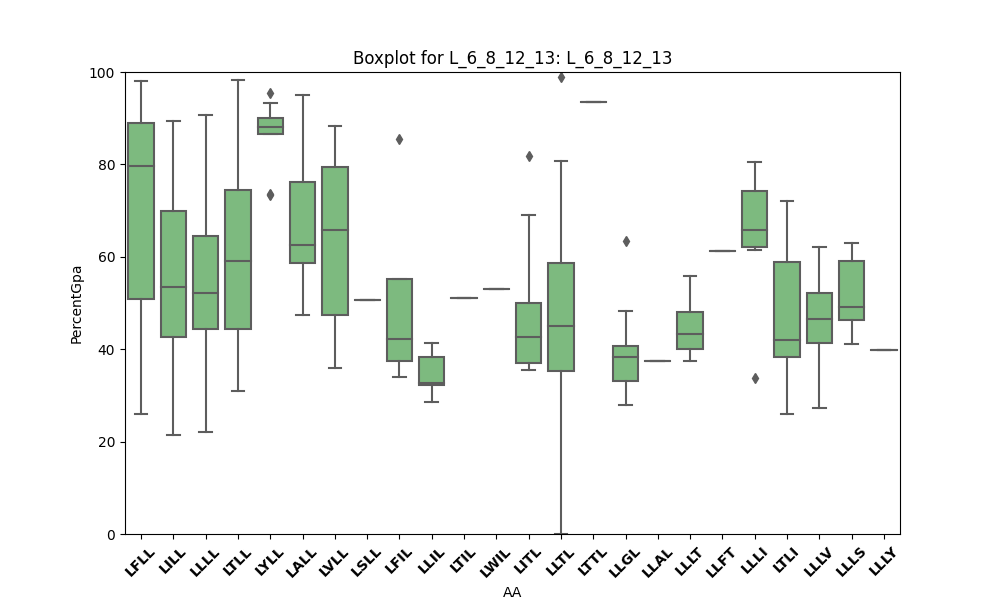 Boxplot for L_6_8_12_13: L_6_8_12_13
100
80
60
40
20
0
PercentGpa
LFLL LILL LLLL LTLL LYLL LALL LVLL LSLL LFIL LLIL LTIL LWIL LITL LLTL LTTL LLGL LLAL LLLT LLFT LLLI LTLI LLLV LLLS LLLY
AA